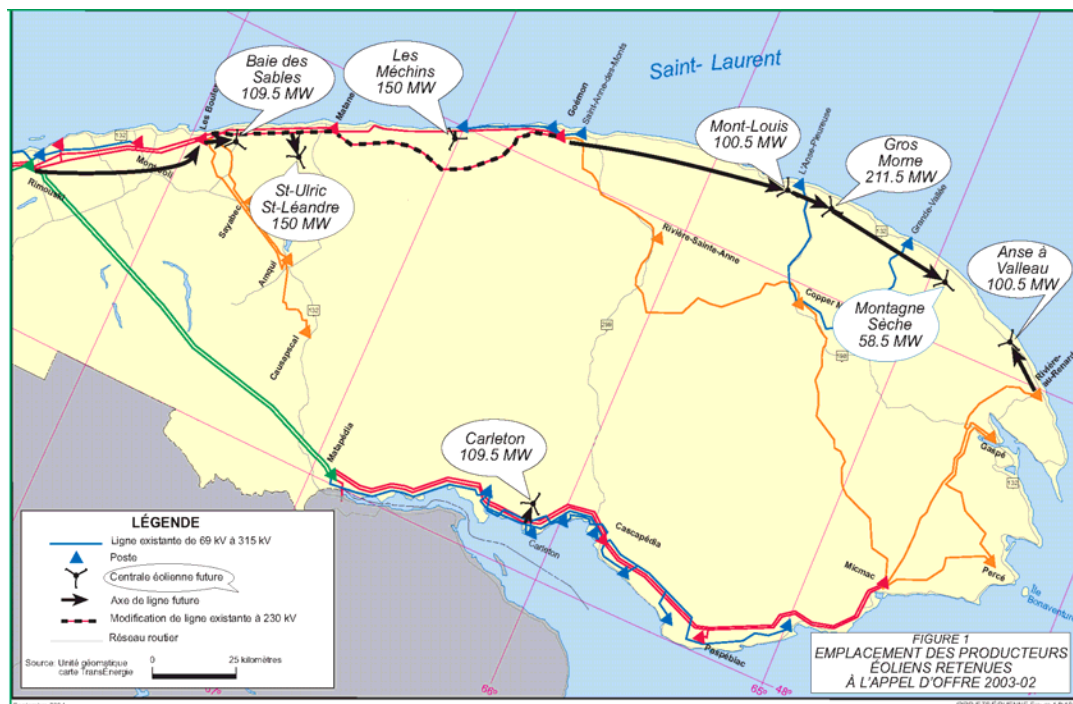 Saint- Laurent
Baie des
Sables
109.5 MW
Les
Méchins
150 MW
Mont-Louis
100.5 MW
Gros
Morne
211.5 MW
Anse à
Valleau
100.5 MW
Montagne
Sèche
58.5 MW
St-Ulric
St-Léandre
150 MW
Carleton
109.5 MW
Les Boules
Matane
Goémon
Saint-Anne-des-Monts
L'Anse-Pleureuse
Grande-Vallée
Rimouski
Mont-Joli
Sayabec
Amqui
Causapscal
Rivière-Sainte-Anne
Copper
Rivière-
au-Renard
Gaspé
Percé
Île
Bonaventure
Micmac
Cascapédia
Carleton
Paspébiac
Matapédia
132
132
132
132
298
198
67°
66°
65°
48°
LÉGENDE
Ligne existante de 69 kV à 315 kV
Poste
Centrale éolienne future
Axe de ligne future
Modification de ligne existante à 230 kV
Réseau routier
Source: Unité géomatique
carte TransÉnergie
0 25 kilomètres
FIGURE 1
EMPLACEMENT DES PRODUCTEURS
ÉOLIENS RETENUES
À L'APPEL D'OFFRE 2003-02